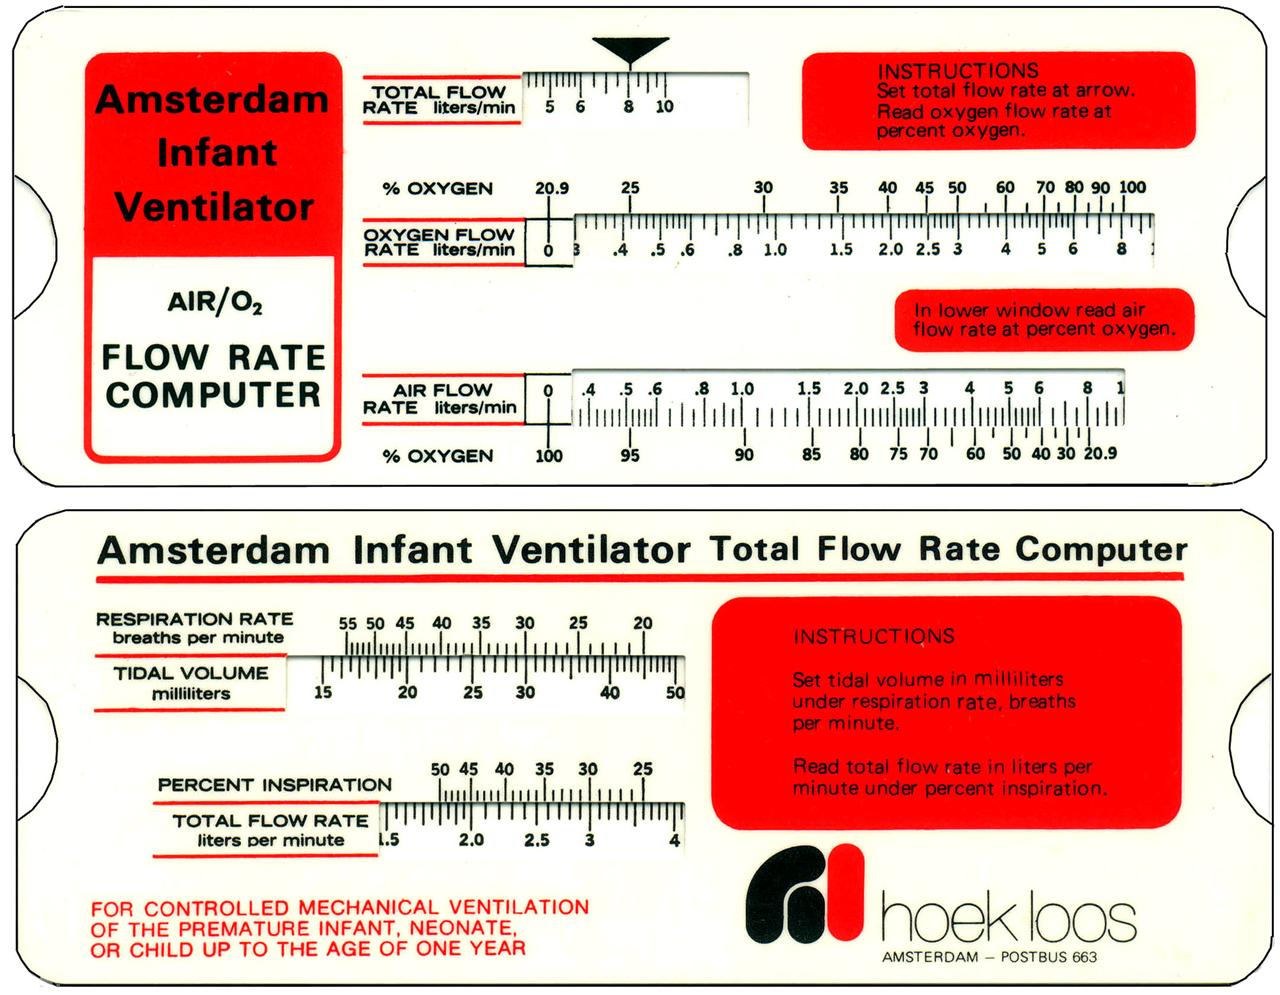 Amsterdam
Infant
Ventilator
AIR/O₂
FLOW RATE
COMPUTER
TOTAL FLOW
RATE liters/min
5 6 8 10
INSTRUCTIONS
Set total flow rate at arrow.
Read oxygen flow rate at
percent oxygen.
% OXYGEN 20.9 25 30 35 40 45 50 60 70 80 90 100
OXYGEN FLOW
RATE liters/min
0 3 .4 .5 .6 .8 1.0 1.5 2.0 2.5 3 4 5 6 8 1
In lower window read air
flow rate at percent oxygen.
AIR FLOW
RATE liters/min
0 .4 .5 .6 .8 1.0 1.5 2.0 2.5 3 4 5 6 8 1
% OXYGEN 100 95 90 85 80 75 70 60 50 40 30 20.9
Amsterdam Infant Ventilator Total Flow Rate Computer
RESPIRATION RATE
breaths per minute
55 50 45 40 35 30 25 20
TIDAL VOLUME
milliliters
15 20 25 30 40 50
PERCENT INSPIRATION
50 45 40 35 30 25
TOTAL FLOW RATE
liters per minute
1.5 2.0 2.5 3 4
INSTRUCTIONS
Set tidal volume in milliliters
under respiration rate, breaths
per minute.
Read total flow rate in liters per
minute under percent inspiration.
FOR CONTROLLED MECHANICAL VENTILATION
OF THE PREMATURE INFANT, NEONATE,
OR CHILD UP TO THE AGE OF ONE YEAR
hoek loos
AMSTERDAM – POSTBUS 663